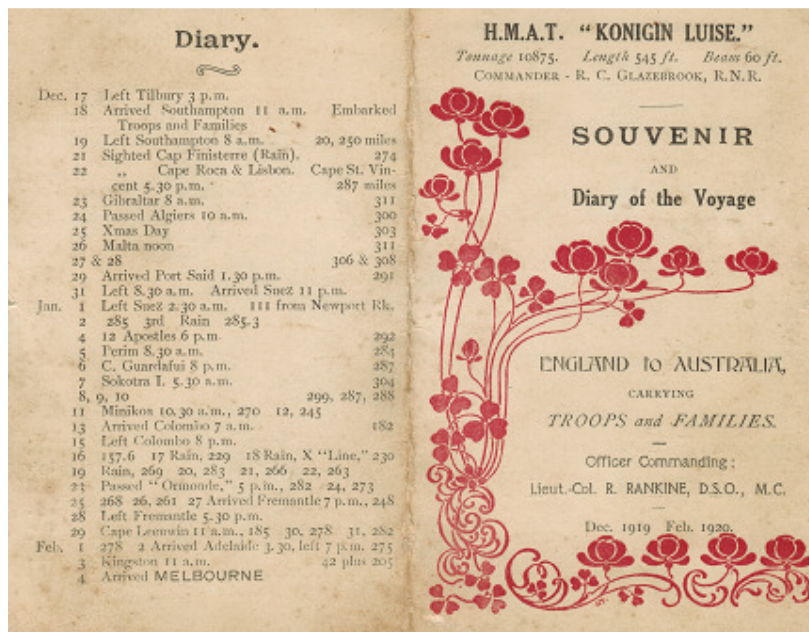 Diary.
Dec. 17 Left Tilbury 3 p.m.
18 Arrived Southampton 11 a.m. Embarked
Troops and Families
19 Left Southampton 8 a.m. 20, 250 miles
21 Sighted Cap Finisterre (Rain). 274
22 „ Cape Roca & Lisbon. Cape St. Vin-
cent 5.30 p.m. 287 miles
23 Gibraltar 8 a.m. 311
24 Passed Algiers 10 a.m. 300
25 Xmas Day 303
26 Malta noon 311
27 & 28 306 & 308
29 Arrived Port Said 1.30 p.m. 291
31 Left 8.30 a.m. Arrived Suez 11 p.m.
Jan. 1 Left Suez 2.30 a.m. 111 from Newport Rk.
2 285 3rd Rain 285.3
4 12 Apostles 6 p.m. 292
5 Perim 8.30 a.m. 284
6 C. Guardafui 8 p.m. 287
7 Sokotra I. 5.30 a.m. 304
8, 9, 10 299, 287, 288
11 Minikoa 10.30 a.m., 270 12, 245
13 Arrived Colombo 7 a.m. 182
15 Left Colombo 8 p.m.
16 157.6 17 Rain, 229 18 Rain, X "Line," 230
19 Rain, 269 20, 283 21, 266 22, 263
23 Passed "Ormonde," 5 p.m., 282 24, 273
25 268 26, 261 27 Arrived Fremantle 7 p.m., 248
28 Left Fremantle 5.30 p.m.
29 Cape Leeuwin 11 a.m., 185 30, 278 31, 282
Feb. 1 278 2 Arrived Adelaide 3.30, left 7 p.m. 275
3 Kingston 11 a.m. 42 plus 205
4 Arrived MELBOURNE
H.M.A.T. "KONIGIN LUISE."
Tonnage 10875. Length 545 ft. Beam 60 ft.
COMMANDER - R. C. GLAZEBROOK, R.N.R.
SOUVENIR
AND
Diary of the Voyage
ENGLAND to AUSTRALIA,
CARRYING
TROOPS and FAMILIES.
Officer Commanding:
Lieut.-Col. R. RANKINE, D.S.O., M.C.
Dec. 1919 Feb. 1920.